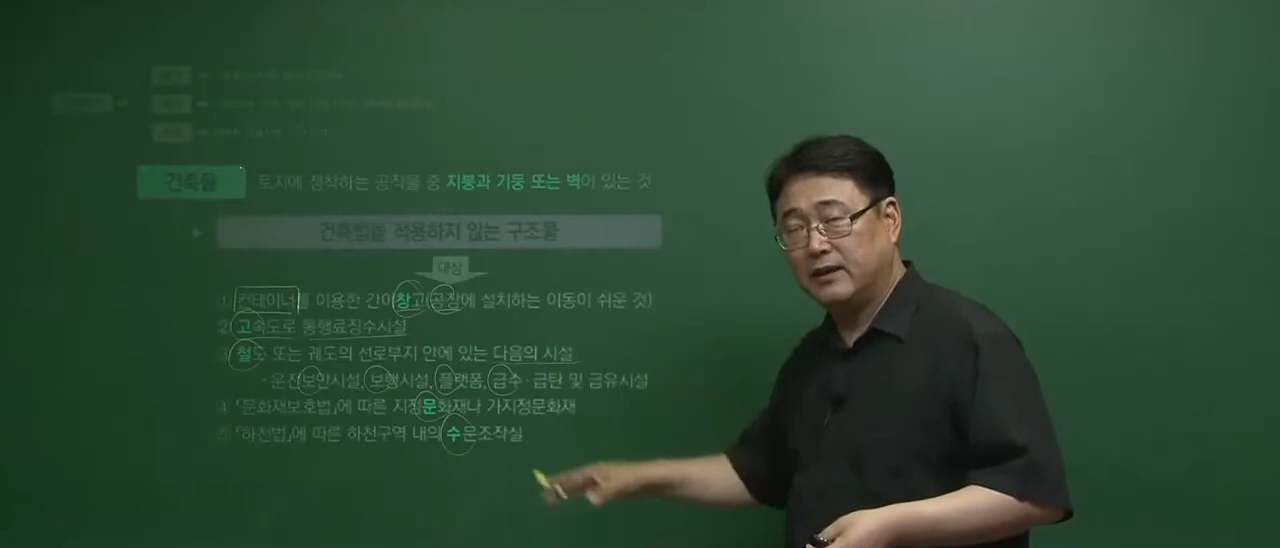 건축물 토지에 정착하는 공작물 중 지붕과 기둥 또는 벽이 있는 것
건축법을 적용하지 않는 구조물
대상
1. 컨테이너를 이용한 간이창고(공장에 설치하는 이동이 쉬운 것)
2. 고속도로 통행료징수시설
3. 철도 또는 궤도의 선로부지 안에 있는 다음의 시설
· 운전보안시설, 보행시설, 플랫폼, 급수·급탄 및 급유시설
4. 「문화재보호법」에 따른 지정문화재나 가지정문화재
5. 「하천법」에 따른 하천구역 내의 수문조작실